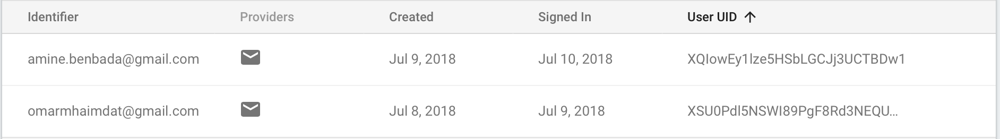 Identifier Providers Created Signed In User UID
amine.benbada@gmail.com Jul 9, 2018 Jul 10, 2018 XQIowEy1lze5HSbLGCJj3UCTBDw1
omarmhaimdat@gmail.com Jul 8, 2018 Jul 9, 2018 XSU0Pdl5NSWI89PgF8Rd3NEQU...